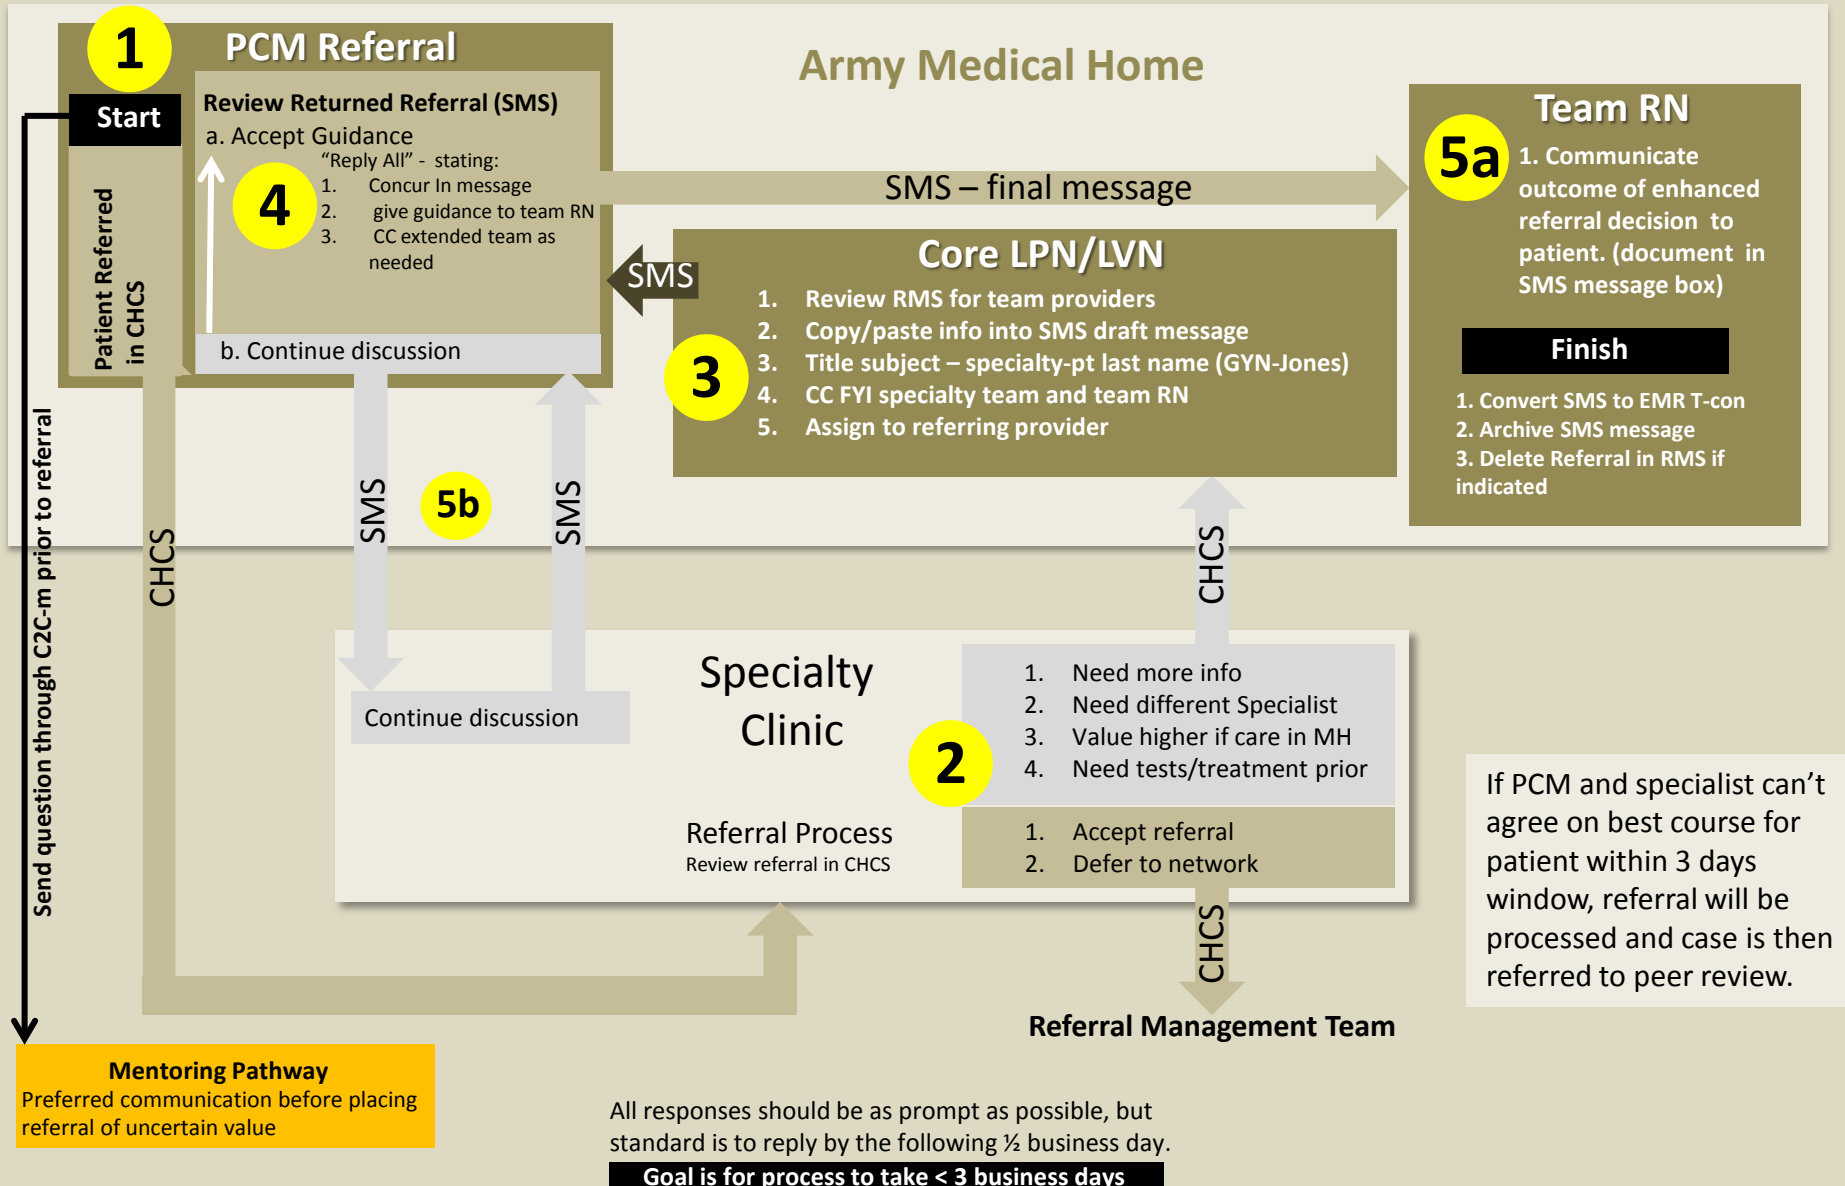 1
PCM Referral
Army Medical Home
Start
Patient Referred
in CHCS
Review Returned Referral (SMS)
a. Accept Guidance
4
"Reply All" - stating:
1. Concur In message
2. give guidance to team RN
3. CC extended team as
needed
b. Continue discussion
SMS – final message
SMS
Core LPN/LVN
3
1. Review RMS for team providers
2. Copy/paste info into SMS draft message
3. Title subject – specialty-pt last name (GYN-Jones)
4. CC FYI specialty team and team RN
5. Assign to referring provider
Team RN
5a
1. Communicate
outcome of enhanced
referral decision to
patient. (document in
SMS message box)
Finish
1. Convert SMS to EMR T-con
2. Archive SMS message
3. Delete Referral in RMS if
indicated
Send question through C2C-m prior to referral
CHCS
SMS
5b
SMS
CHCS
Continue discussion
Specialty
Clinic
2
1. Need more info
2. Need different Specialist
3. Value higher if care in MH
4. Need tests/treatment prior
Referral Process
Review referral in CHCS
1. Accept referral
2. Defer to network
CHCS
Referral Management Team
If PCM and specialist can't
agree on best course for
patient within 3 days
window, referral will be
processed and case is then
referred to peer review.
Mentoring Pathway
Preferred communication before placing
referral of uncertain value
All responses should be as prompt as possible, but
standard is to reply by the following ½ business day.
Goal is for process to take < 3 business days